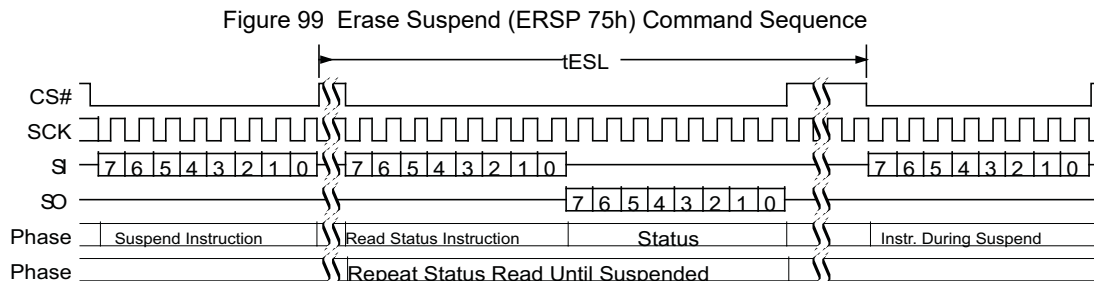 Figure 99 Erase Suspend (ERSP 75h) Command Sequence
tESL
CS#
SCK
SI 7 6 5 4 3 2 1 0 7 6 5 4 3 2 1 0 7 6 5 4 3 2 1 0
SO 7 6 5 4 3 2 1 0
Phase Suspend Instruction Read Status Instruction Status Instr. During Suspend
Phase Repeat Status Read Until Suspended